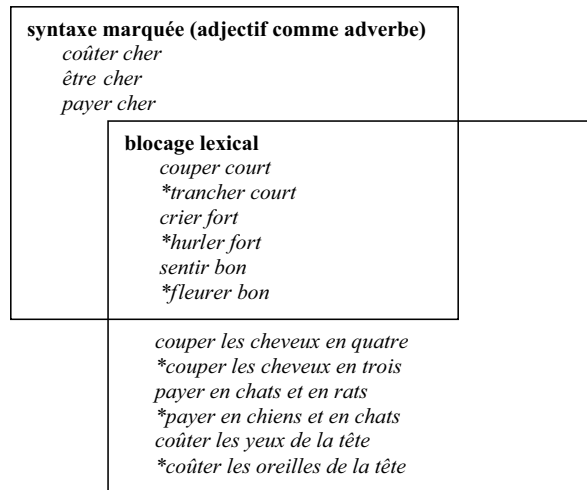 syntaxe marquée (adjectif comme adverbe)
coûter cher
être cher
payer cher
blocage lexical
couper court
*trancher court
crier fort
*hurler fort
sentir bon
*fleurer bon
couper les cheveux en quatre
*couper les cheveux en trois
payer en chats et en rats
*payer en chiens et en chats
coûter les yeux de la tête
*coûter les oreilles de la tête